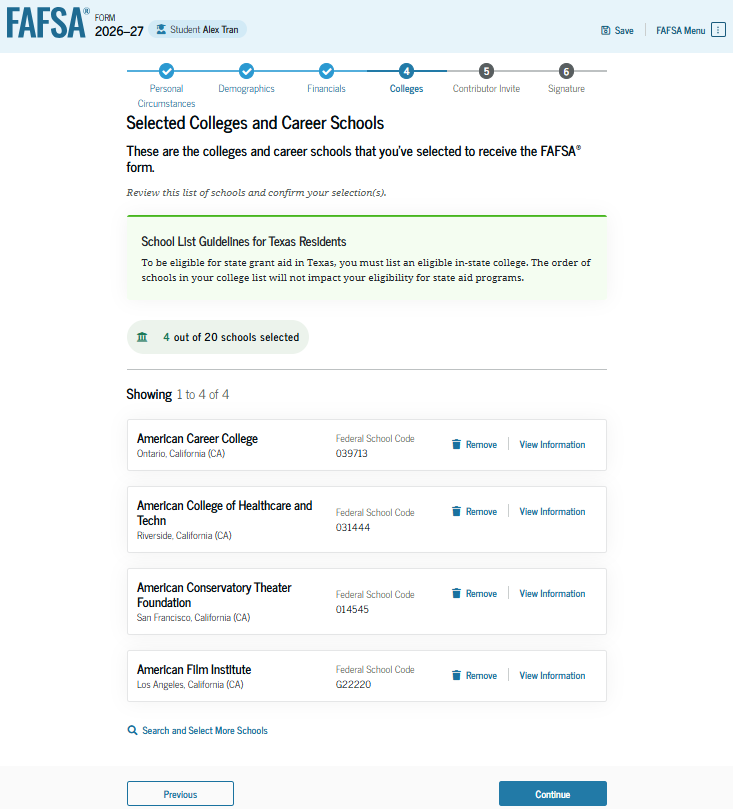 FAFSA® FORM 2026–27 Student Alex Tran Save FAFSA Menu
4 5 6
Personal Circumstances Demographics Financials Colleges Contributor Invite Signature
Selected Colleges and Career Schools
These are the colleges and career schools that you've selected to receive the FAFSA®
form.
Review this list of schools and confirm your selection(s).
School List Guidelines for Texas Residents
To be eligible for state grant aid in Texas, you must list an eligible in-state college. The order of
schools in your college list will not impact your eligibility for state aid programs.
4 out of 20 schools selected
Showing 1 to 4 of 4
American Career College
Ontario, California (CA)
Federal School Code
039713
Remove View Information
American College of Healthcare and
Techn
Riverside, California (CA)
Federal School Code
031444
Remove View Information
American Conservatory Theater
Foundation
San Francisco, California (CA)
Federal School Code
014545
Remove View Information
American Film Institute
Los Angeles, California (CA)
Federal School Code
G22220
Remove View Information
Search and Select More Schools
Previous Continue